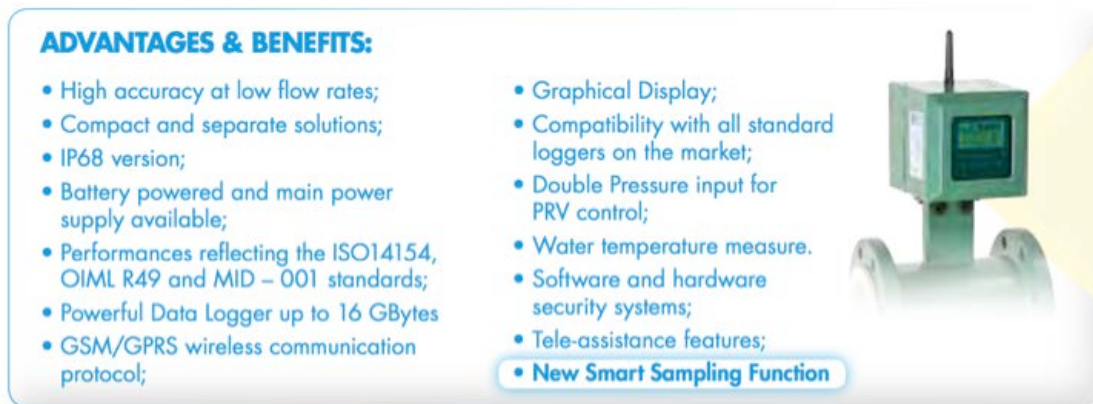 ADVANTAGES & BENEFITS:
• High accuracy at low flow rates;
• Compact and separate solutions;
• IP68 version;
• Battery powered and main power
supply available;
• Performances reflecting the ISO14154,
OIML R49 and MID – 001 standards;
• Powerful Data Logger up to 16 GBytes
• GSM/GPRS wireless communication
protocol;
• Graphical Display;
• Compatibility with all standard
loggers on the market;
• Double Pressure input for
PRV control;
• Water temperature measure.
• Software and hardware
security systems;
• Tele-assistance features;
• New Smart Sampling Function